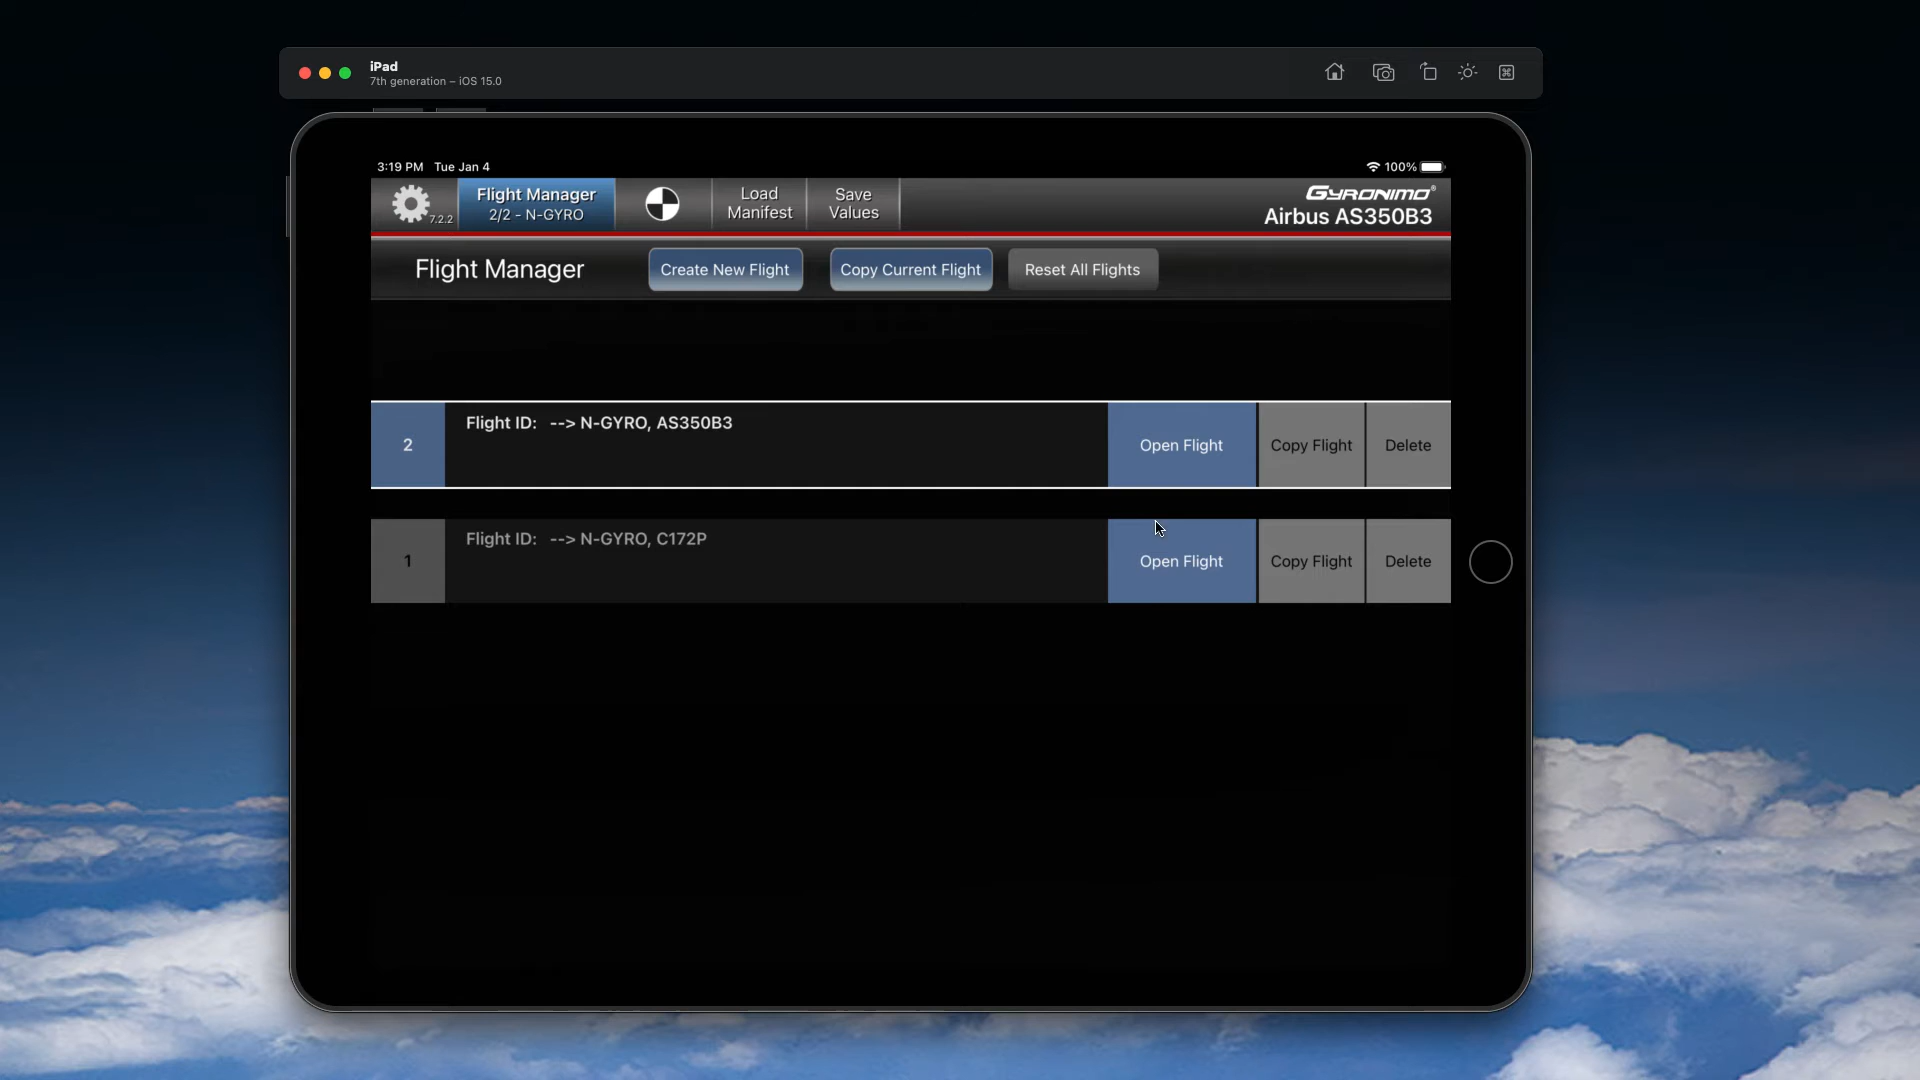 iPad
7th generation – iOS 15.0
3:19 PM Tue Jan 4
100%
7.2.2
Flight Manager
2/2 - N-GYRO
Load
Manifest
Save
Values
GYRONIMO®
Airbus AS350B3
Flight Manager
Create New Flight
Copy Current Flight
Reset All Flights
2
Flight ID: --> N-GYRO, AS350B3
Open Flight
Copy Flight
Delete
1
Flight ID: --> N-GYRO, C172P
Open Flight
Copy Flight
Delete